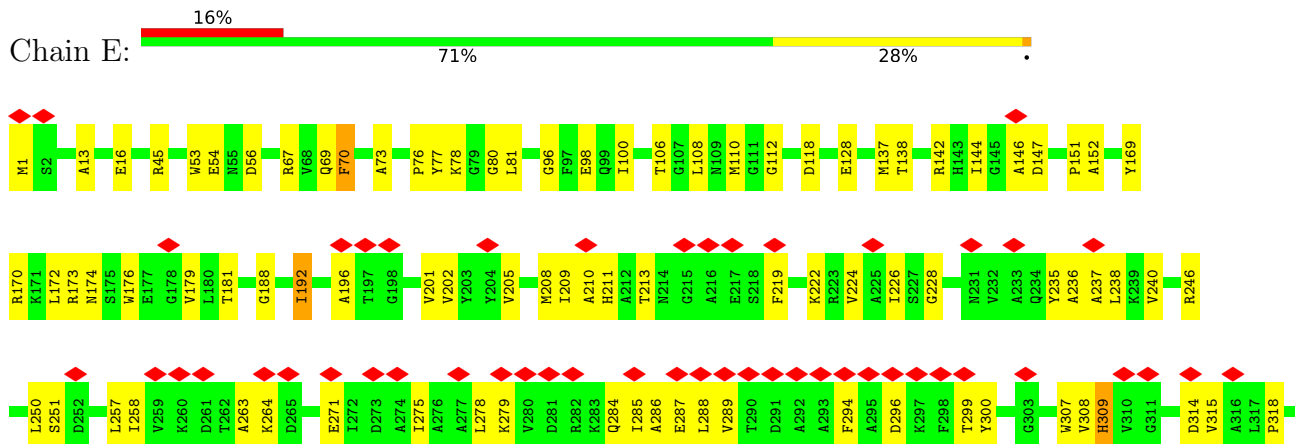 16%
Chain E:
71% 28% .
M1 S2 A13 E16 R45 W53 E54 N55 D56 R67 V68 Q69 F70 A73 P76 Y77 K78 G79 G80 L81 G96 F97 E98 Q99 I100 T106 G107 L108 N109 M110 G111 G112 D118 E128 M137 T138 R142 H143 I144 G145 A146 D147 P151 A152 Y169
R170 K171 L172 R173 N174 S175 W176 E177 G178 V179 L180 T181 G188 I192 A196 T197 G198 V201 V202 Y203 Y204 V205 M208 I209 A210 H211 A212 T213 N214 G215 A216 E217 S218 F219 K222 R223 V224 A225 I226 S227 G228 N231 V232 A233 Q234 Y235 A236 A237 L238 K239 V240 R246
L250 S251 D252 L257 I258 V259 K260 D261 T262 A263 K264 D265 E271 I272 D273 A274 I275 A276 A277 L278 K279 V280 D281 R282 K283 Q284 I285 A286 E287 L288 V289 T290 D291 A292 A293 F294 A295 D296 K297 F298 T299 Y300 G303 W307 V308 H309 V310 G311 D314 V315 A316 L317 P318